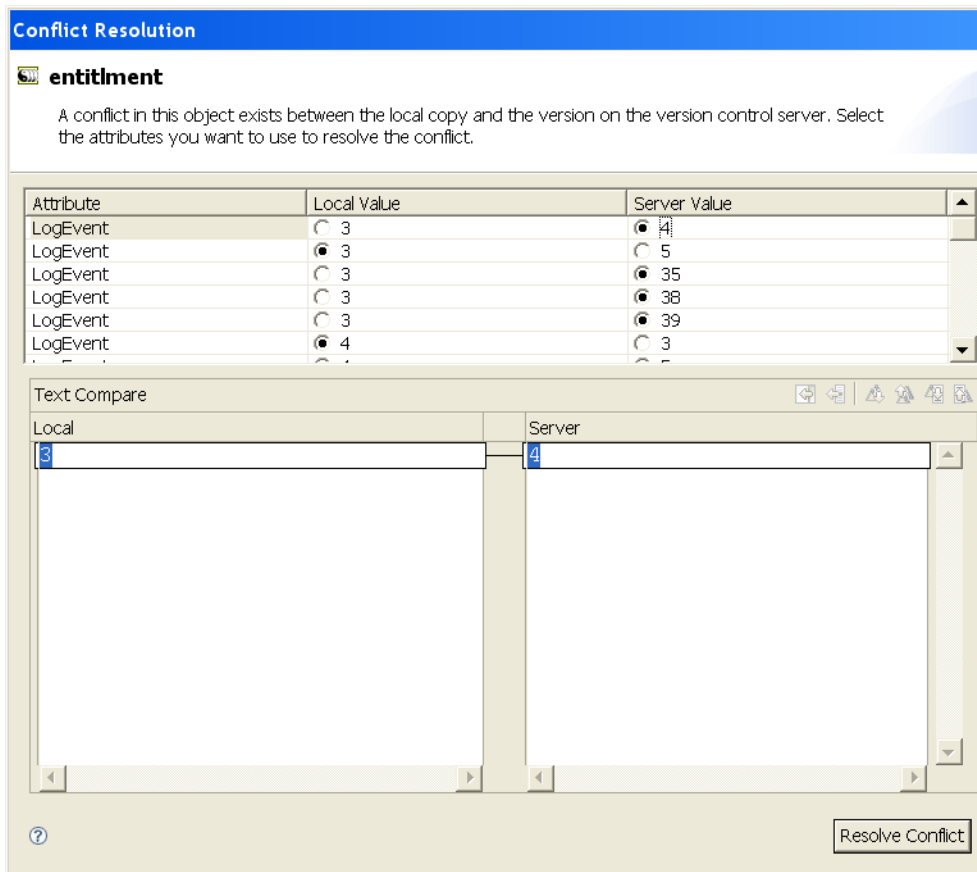 Conflict Resolution
entitlment
A conflict in this object exists between the local copy and the version on the version control server. Select
the attributes you want to use to resolve the conflict.
Attribute Local Value Server Value
LogEvent 3 4
LogEvent 3 5
LogEvent 3 35
LogEvent 3 38
LogEvent 3 39
LogEvent 4 3
Text Compare
Local Server
3 4
Resolve Conflict